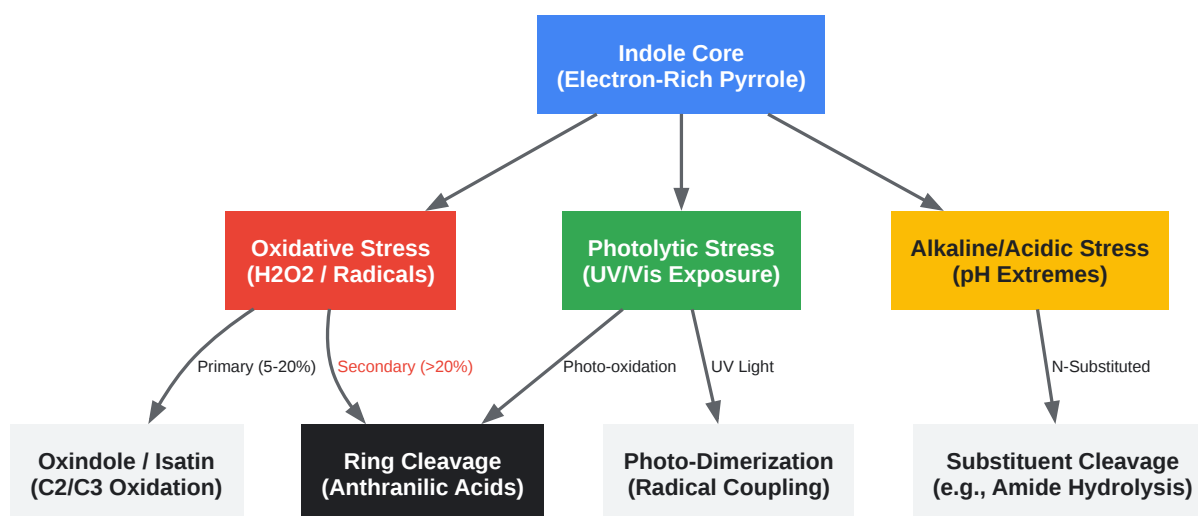 Indole Core
(Electron-Rich Pyrrole)
Oxidative Stress
(H2O2 / Radicals)
Photolytic Stress
(UV/Vis Exposure)
Alkaline/Acidic Stress
(pH Extremes)
Primary (5-20%)
Secondary (>20%)
Photo-oxidation
UV Light
N-Substituted
Oxindole / Isatin
(C2/C3 Oxidation)
Ring Cleavage
(Anthranilic Acids)
Photo-Dimerization
(Radical Coupling)
Substituent Cleavage
(e.g., Amide Hydrolysis)